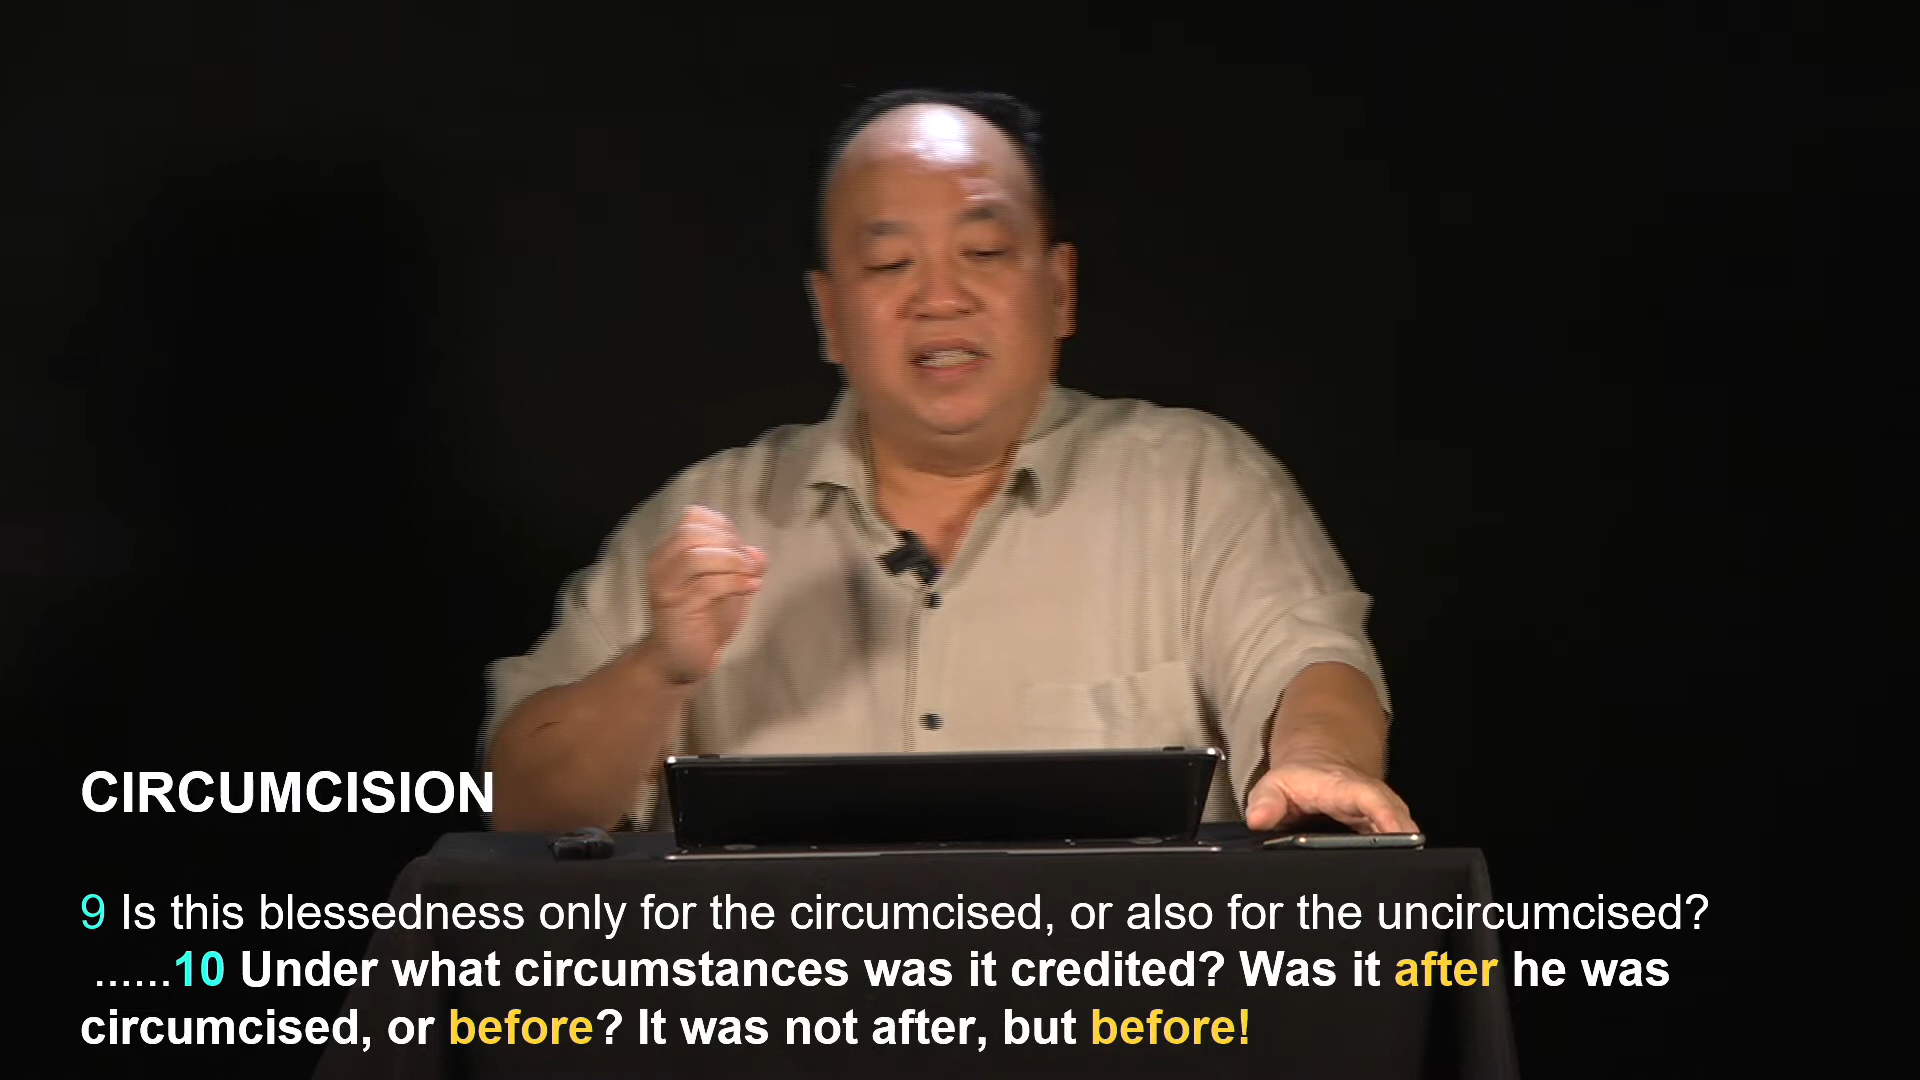 CIRCUMCISION
9 Is this blessedness only for the circumcised, or also for the uncircumcised?
......10 Under what circumstances was it credited? Was it after he was
circumcised, or before? It was not after, but before!